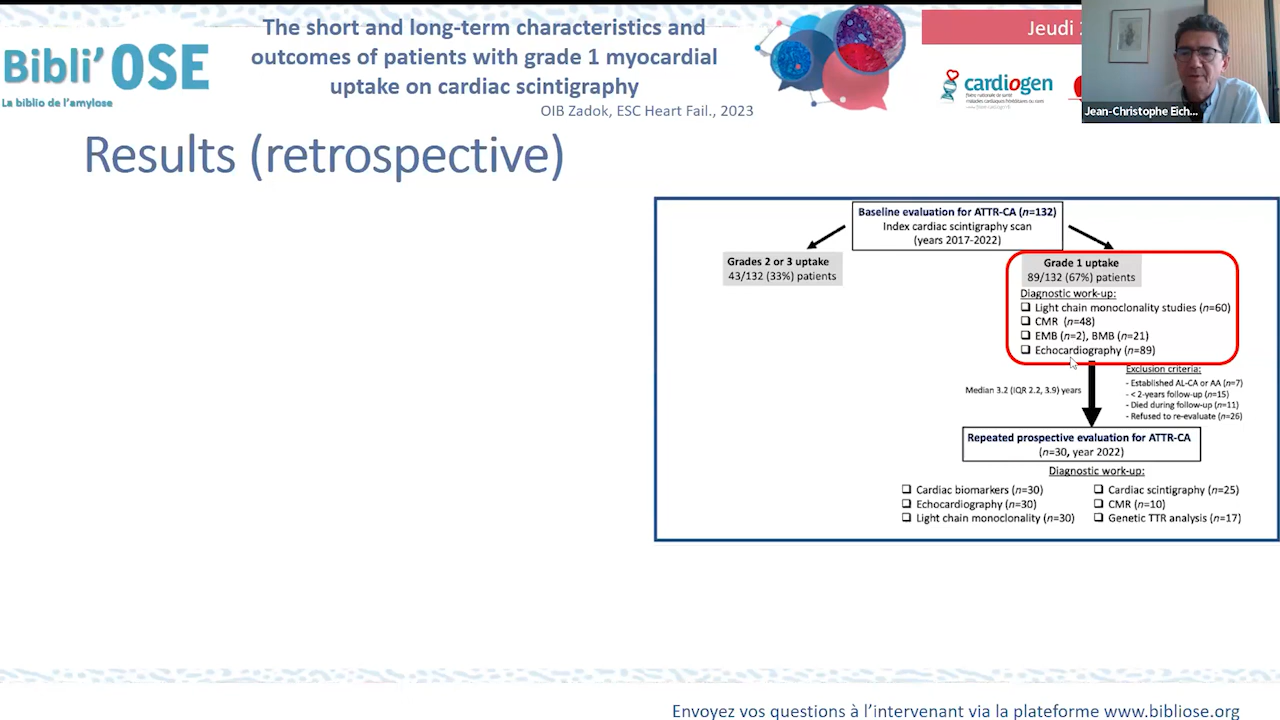 Bibli'OSE
La biblio de l'amylose
The short and long-term characteristics and
outcomes of patients with grade 1 myocardial
uptake on cardiac scintigraphy
OIB Zadok, ESC Heart Fail., 2023
Jeudi
cardiogen
Jean-Christophe Eich...
Results (retrospective)
Baseline evaluation for ATTR-CA (n=132)
Index cardiac scintigraphy scan
(years 2017-2022)
Grades 2 or 3 uptake
43/132 (33%) patients
Grade 1 uptake
89/132 (67%) patients
Diagnostic work-up:
❑ Light chain monoclonality studies (n=60)
❑ CMR (n=48)
❑ EMB (n=2), BMB (n=21)
❑ Echocardiography (n=89)
Median 3.2 (IQR 2.2, 3.9) years
Exclusion criteria:
- Established AL-CA or AA (n=7)
- < 2-years follow-up (n=15)
- Died during follow-up (n=11)
- Refused to re-evaluate (n=26)
Repeated prospective evaluation for ATTR-CA
(n=30, year 2022)
Diagnostic work-up:
❑ Cardiac biomarkers (n=30)
❑ Echocardiography (n=30)
❑ Light chain monoclonality (n=30)
❑ Cardiac scintigraphy (n=25)
❑ CMR (n=10)
❑ Genetic TTR analysis (n=17)
Envoyez vos questions à l'intervenant via la plateforme www.bibliose.org